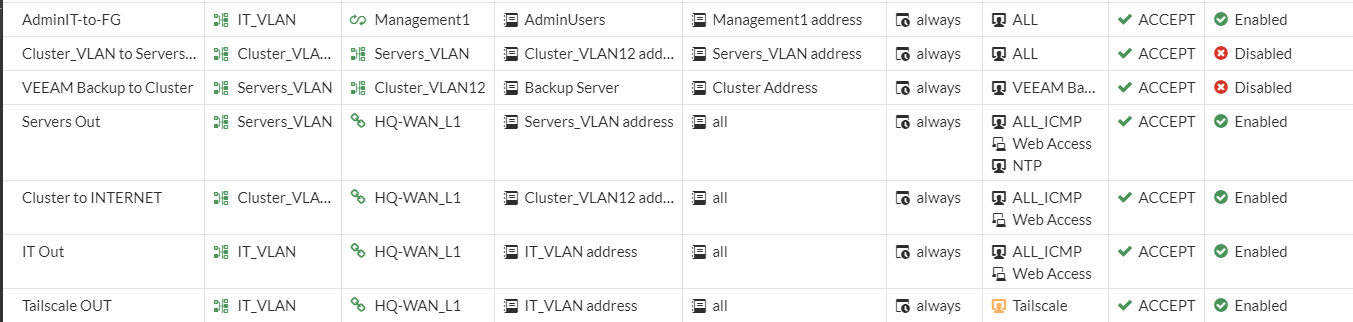 AdminIT-to-FG IT_VLAN Management1 AdminUsers Management1 address always ALL ACCEPT Enabled
Cluster_VLAN to Servers... Cluster_VLA... Servers_VLAN Cluster_VLAN12 add... Servers_VLAN address always ALL ACCEPT Disabled
VEEAM Backup to Cluster Servers_VLAN Cluster_VLAN12 Backup Server Cluster Address always VEEAM Ba... ACCEPT Disabled
Servers Out Servers_VLAN HQ-WAN_L1 Servers_VLAN address all always ALL_ICMP ACCEPT Enabled
Web Access
NTP
Cluster to INTERNET Cluster_VLA... HQ-WAN_L1 Cluster_VLAN12 add... all always ALL_ICMP ACCEPT Enabled
Web Access
IT Out IT_VLAN HQ-WAN_L1 IT_VLAN address all always ALL_ICMP ACCEPT Enabled
Web Access
Tailscale OUT IT_VLAN HQ-WAN_L1 IT_VLAN address all always Tailscale ACCEPT Enabled